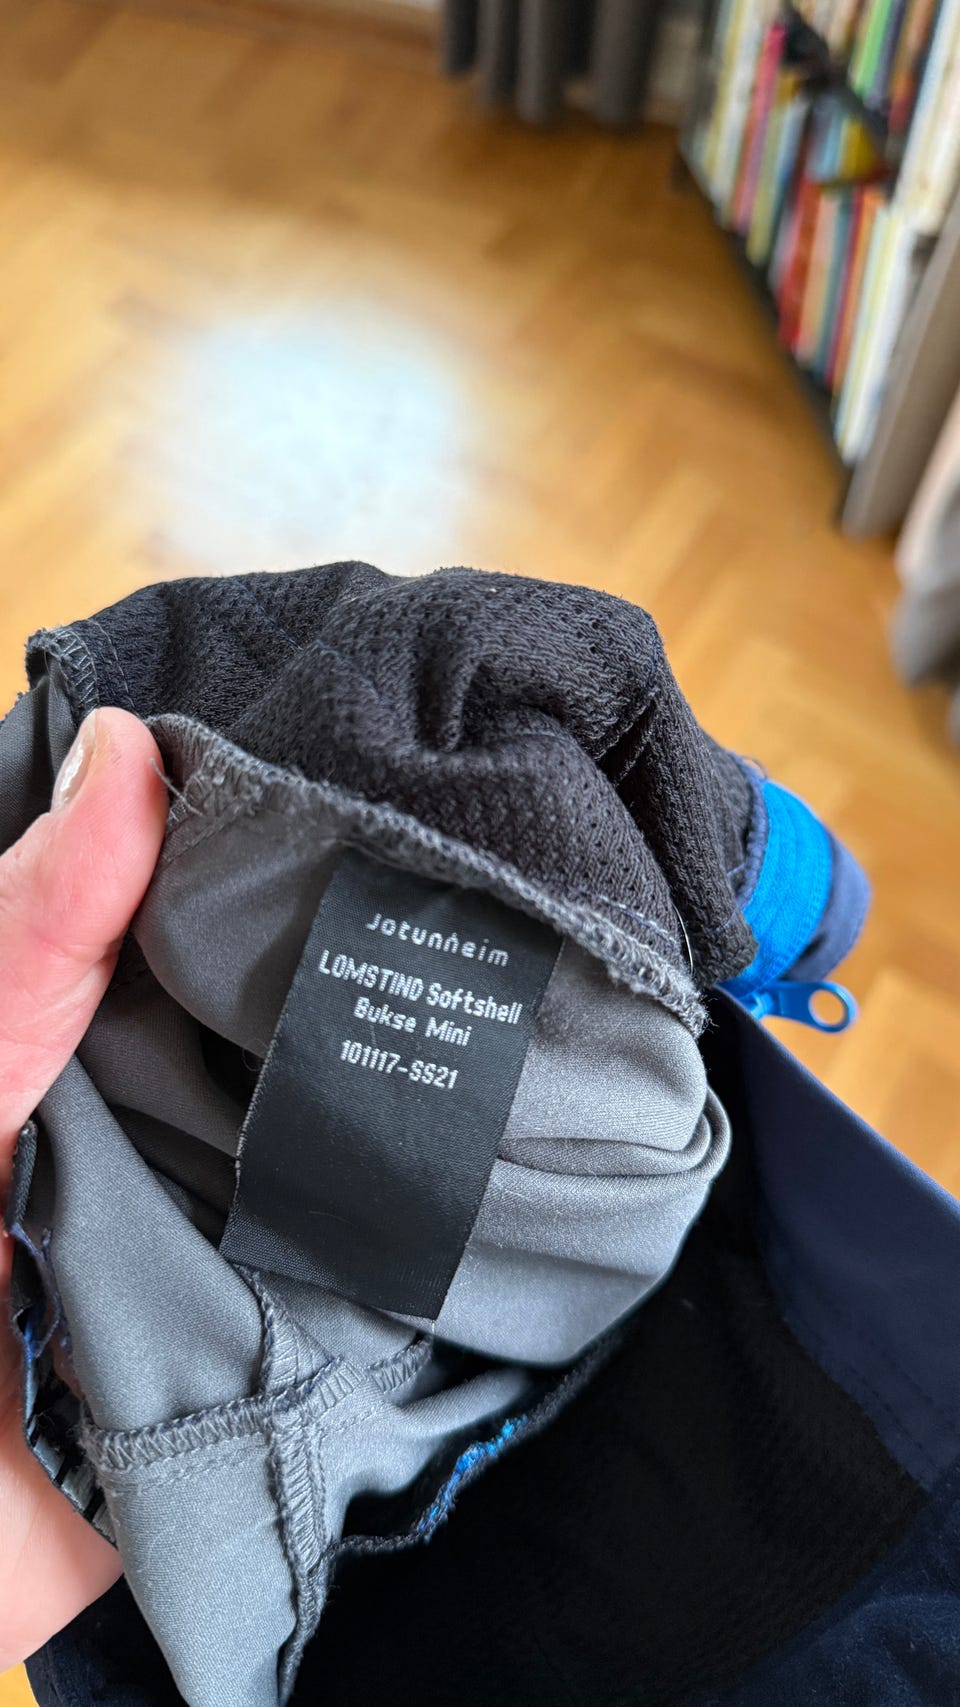 Jotunheim
LOMSTIND Softshell
Bukse Mini
101117-SS21